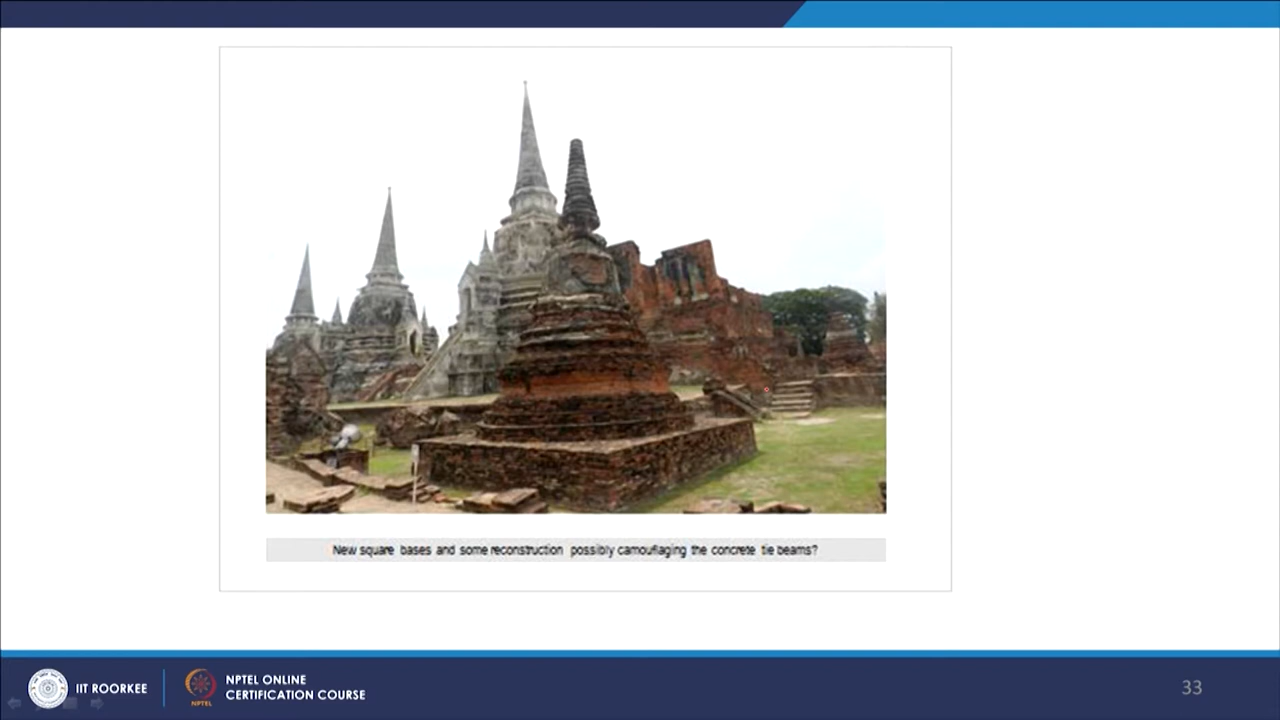 New square bases and some reconstruction possibly camouflaging the concrete tie beams?
IIT ROORKEE
NPTEL
NPTEL ONLINE
CERTIFICATION COURSE
33